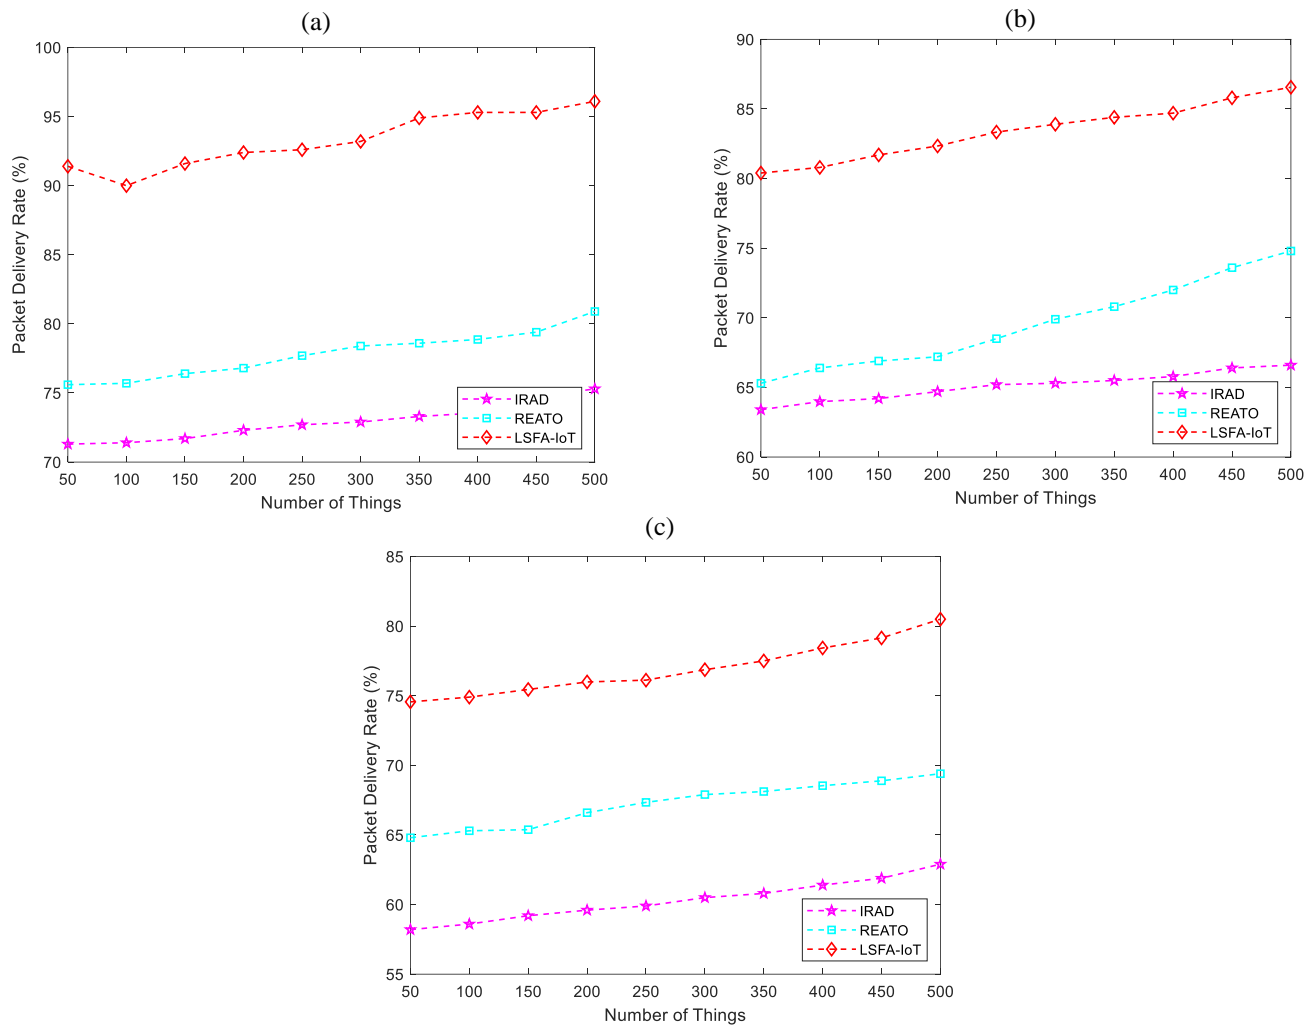 (a)
100
95
90
85
80
75
70
Packet Delivery Rate (%)
50 100 150 200 250 300 350 400 450 500
Number of Things
IRAD
REATO
LSFA-IoT
(b)
90
85
80
75
70
65
60
Packet Delivery Rate (%)
50 100 150 200 250 300 350 400 450 500
Number of Things
IRAD
REATO
LSFA-IoT
(c)
85
80
75
70
65
60
55
Packet Delivery Rate (%)
50 100 150 200 250 300 350 400 450 500
Number of Things
IRAD
REATO
LSFA-IoT